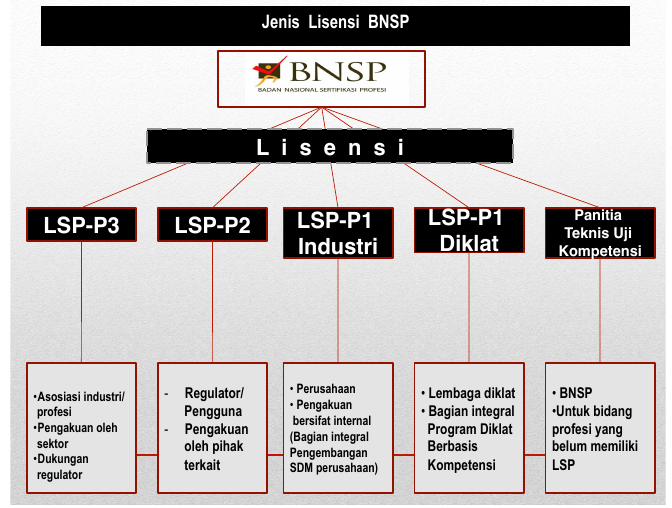 Jenis Lisensi BNSP
BNSP
BADAN NASIONAL SERTIFIKASI PROFESI
Lisensi
LSP-P3
LSP-P2
LSP-P1
Industri
LSP-P1
Diklat
Panitia
Teknis Uji
Kompetensi
•Asosiasi industri/
profesi
•Pengakuan oleh
sektor
•Dukungan
regulator
- Regulator/
Pengguna
- Pengakuan
oleh pihak
terkait
• Perusahaan
• Pengakuan
bersifat internal
(Bagian integral
Pengembangan
SDM perusahaan)
• Lembaga diklat
• Bagian integral
Program Diklat
Berbasis
Kompetensi
• BNSP
•Untuk bidang
profesi yang
belum memiliki
LSP